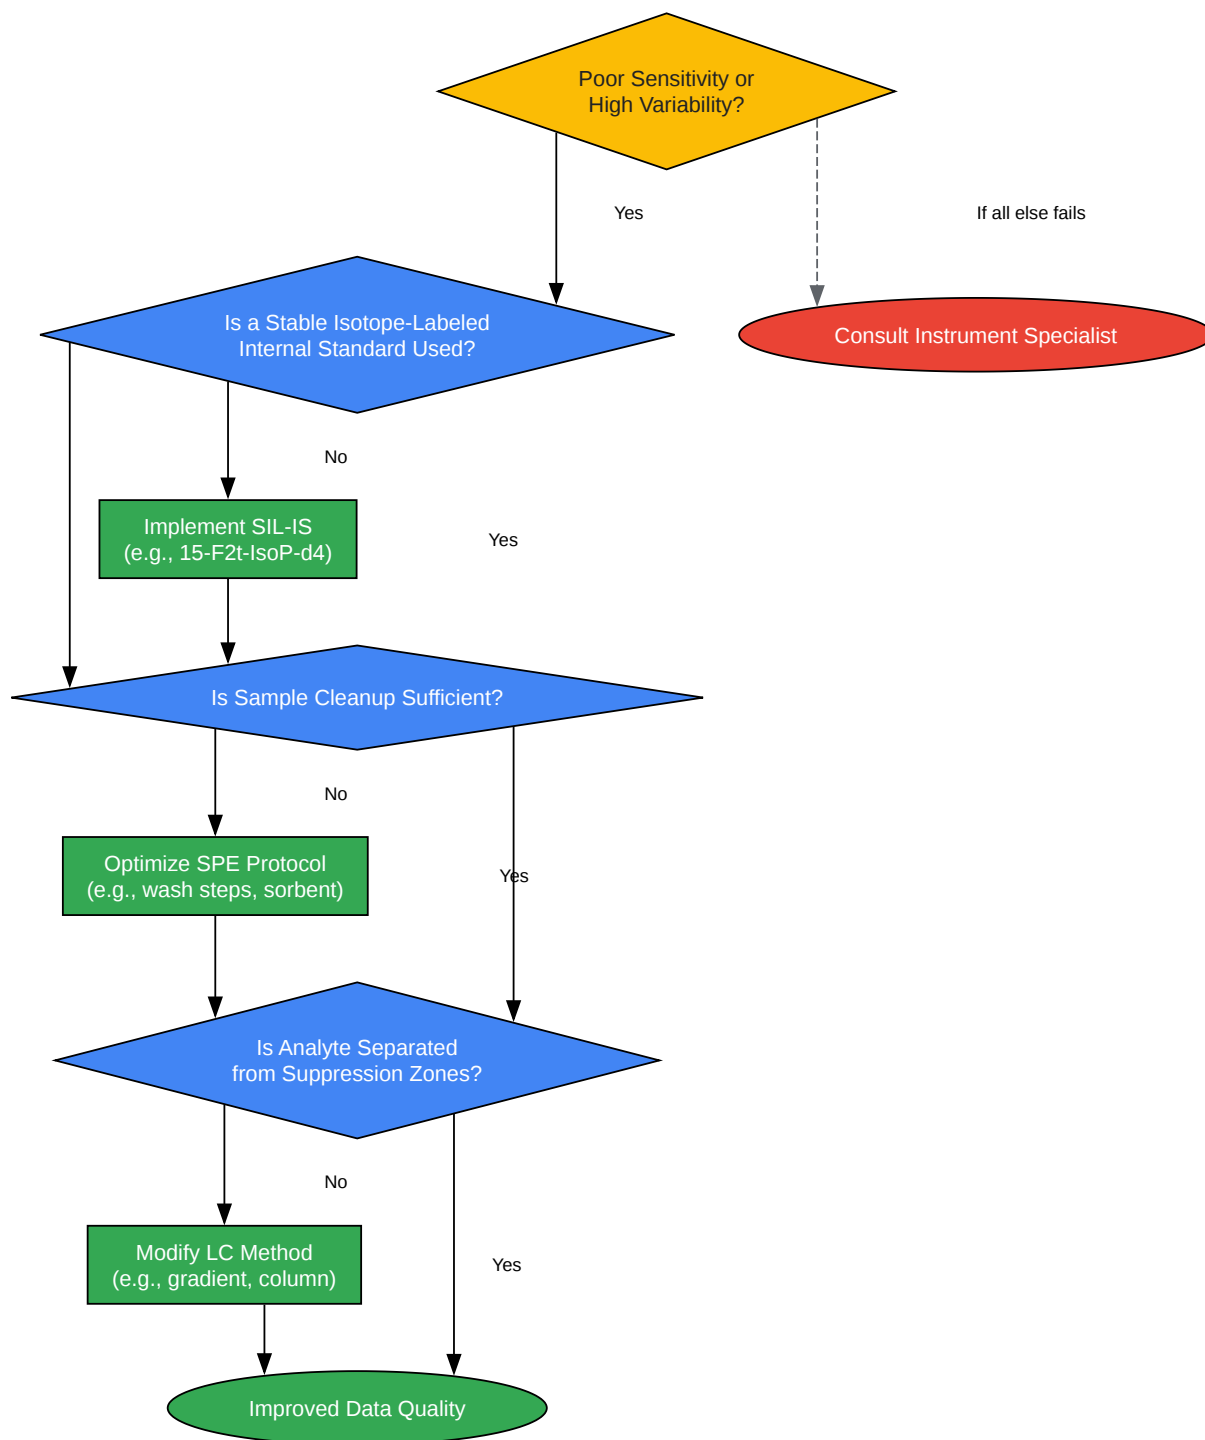 Poor Sensitivity or
High Variability?
Yes
If all else fails
Is a Stable Isotope-Labeled
Internal Standard Used?
Consult Instrument Specialist
No
Implement SIL-IS
(e.g., 15-F2t-IsoP-d4)
Yes
Is Sample Cleanup Sufficient?
No
Optimize SPE Protocol
(e.g., wash steps, sorbent)
Yes
Is Analyte Separated
from Suppression Zones?
No
Modify LC Method
(e.g., gradient, column)
Yes
Improved Data Quality